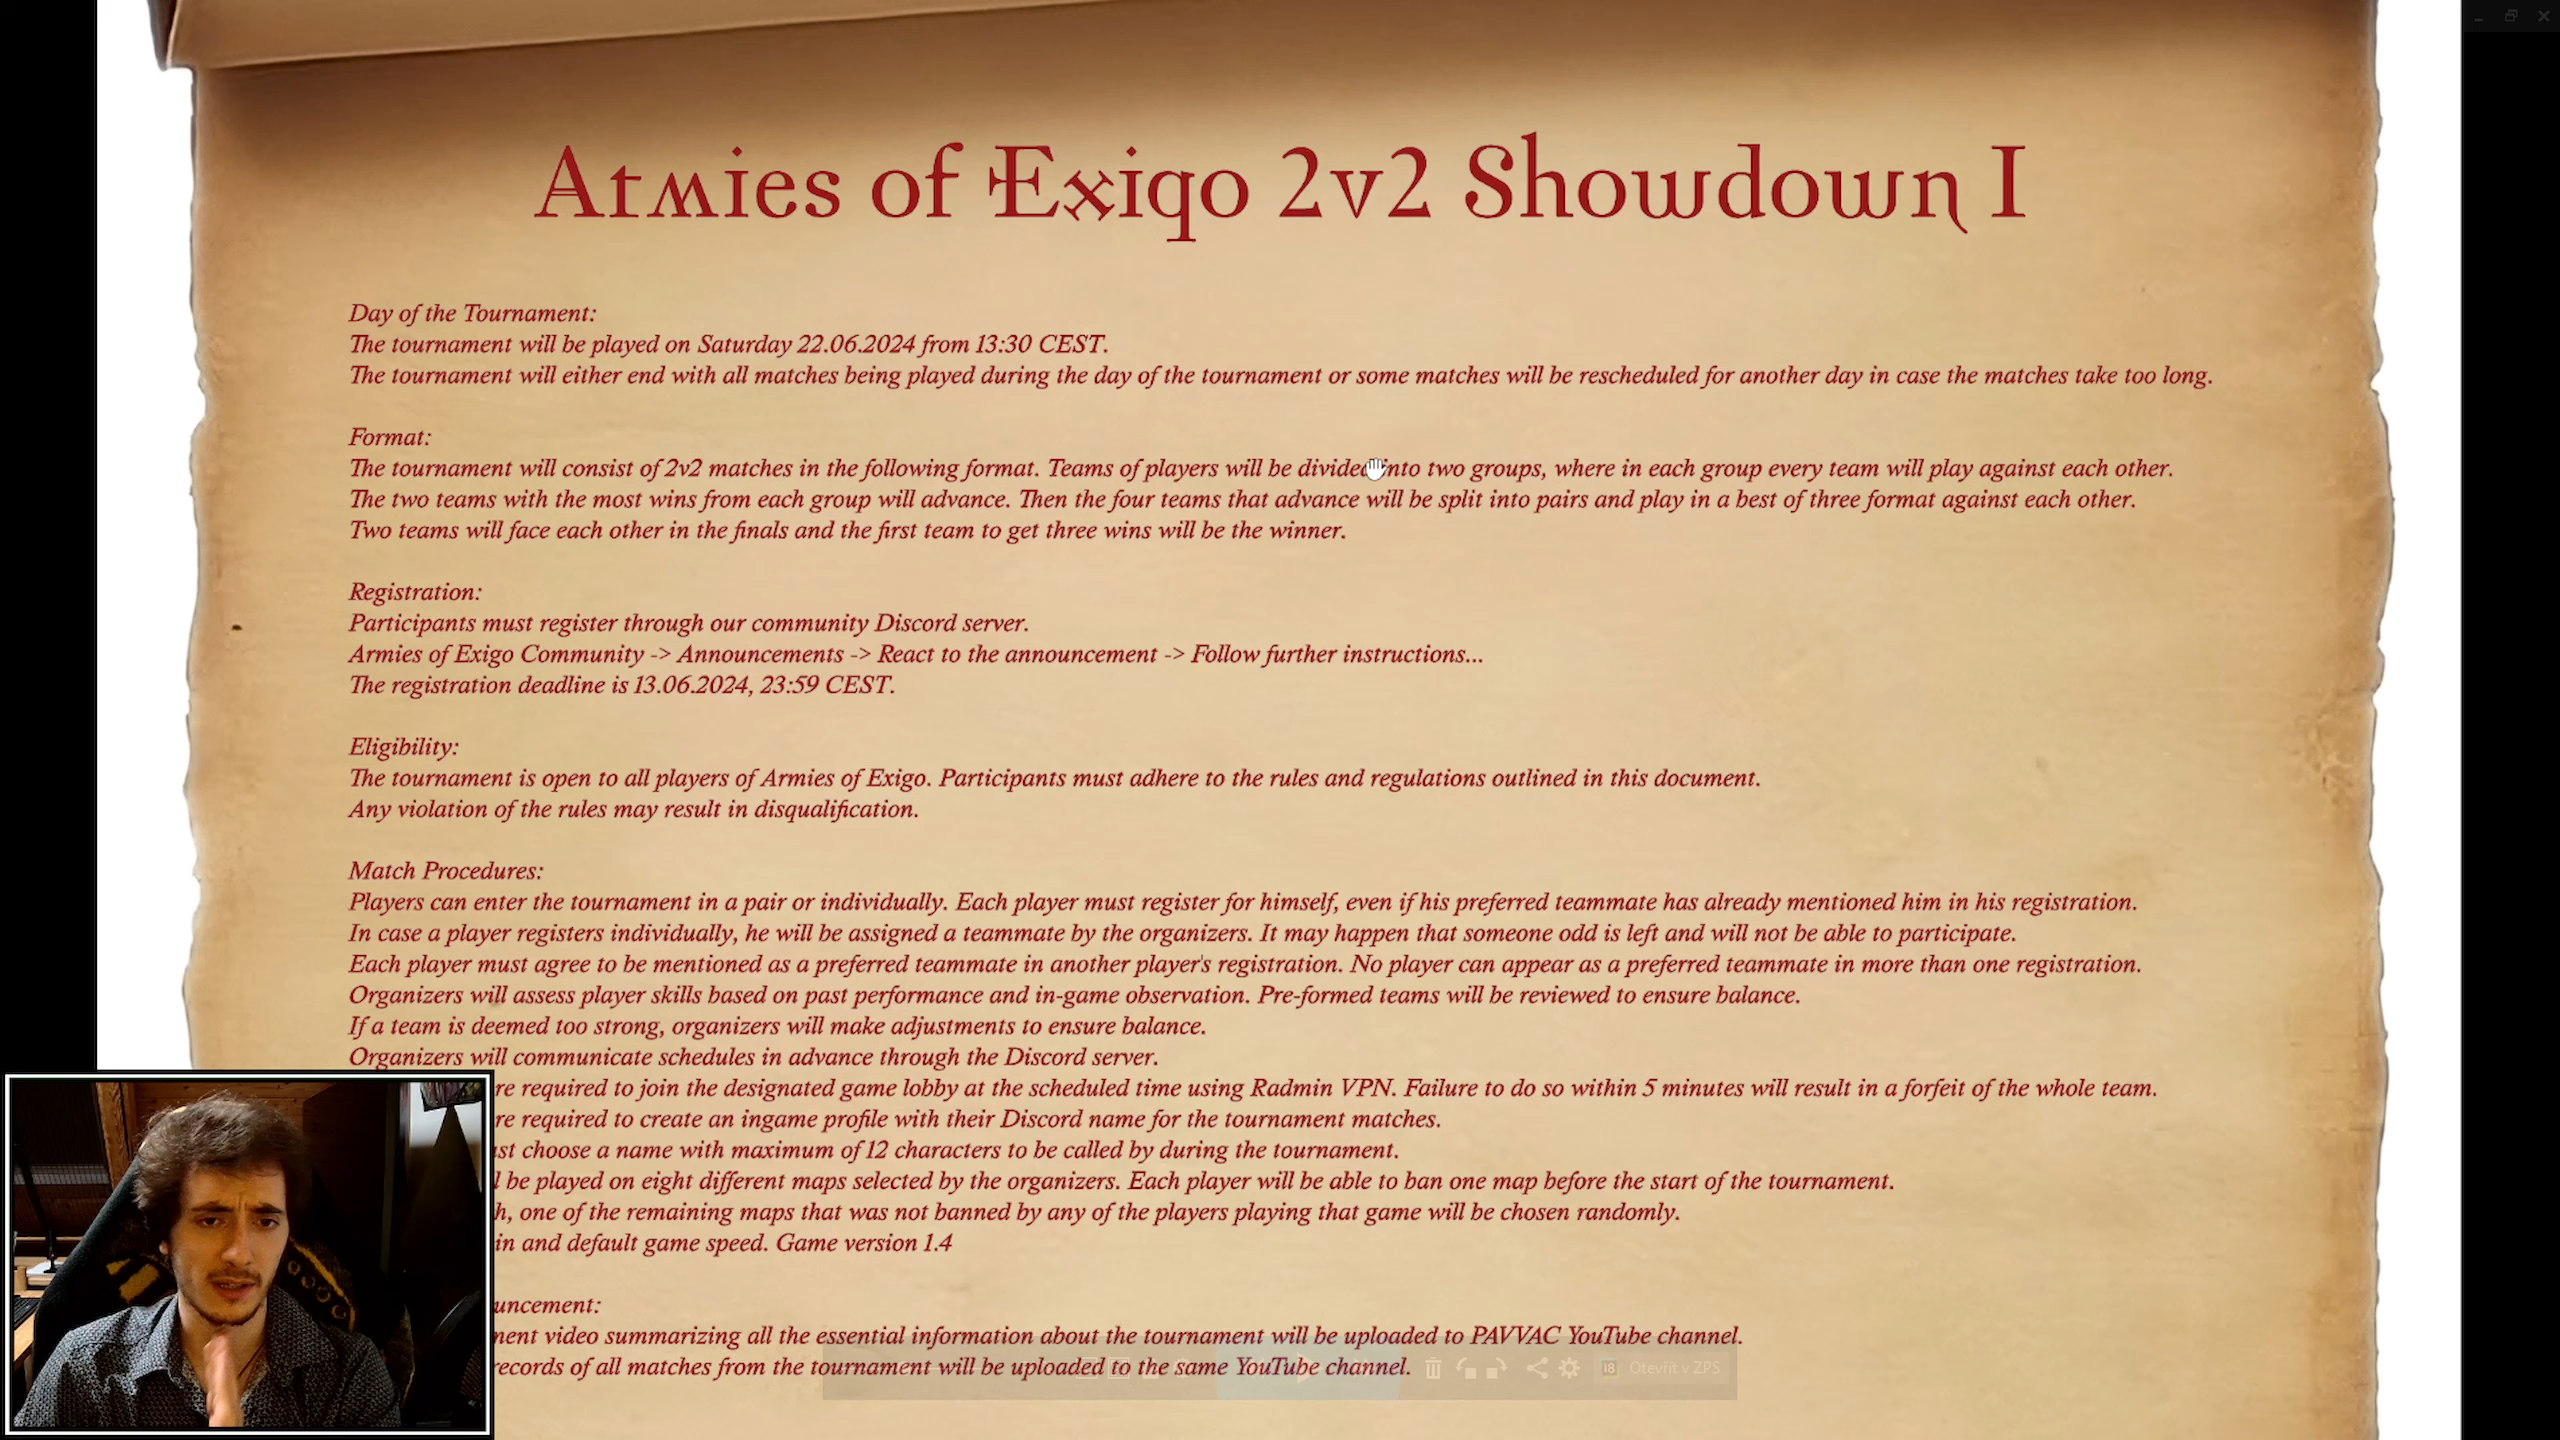 Armies of Exigo 2v2 Showdown I
Day of the Tournament:
The tournament will be played on Saturday 22.06.2024 from 13:30 CEST.
The tournament will either end with all matches being played during the day of the tournament or some matches will be rescheduled for another day in case the matches take too long.
Format:
The tournament will consist of 2v2 matches in the following format. Teams of players will be divided into two groups, where in each group every team will play against each other.
The two teams with the most wins from each group will advance. Then the four teams that advance will be split into pairs and play in a best of three format against each other.
Two teams will face each other in the finals and the first team to get three wins will be the winner.
Registration:
Participants must register through our community Discord server.
Armies of Exigo Community -> Announcements -> React to the announcement -> Follow further instructions...
The registration deadline is 13.06.2024, 23:59 CEST.
Eligibility:
The tournament is open to all players of Armies of Exigo. Participants must adhere to the rules and regulations outlined in this document.
Any violation of the rules may result in disqualification.
Match Procedures:
Players can enter the tournament in a pair or individually. Each player must register for himself, even if his preferred teammate has already mentioned him in his registration.
In case a player registers individually, he will be assigned a teammate by the organizers. It may happen that someone odd is left and will not be able to participate.
Each player must agree to be mentioned as a preferred teammate in another player's registration. No player can appear as a preferred teammate in more than one registration.
Organizers will assess player skills based on past performance and in-game observation. Pre-formed teams will be reviewed to ensure balance.
If a team is deemed too strong, organizers will make adjustments to ensure balance.
Organizers will communicate schedules in advance through the Discord server.
re required to join the designated game lobby at the scheduled time using Radmin VPN. Failure to do so within 5 minutes will result in a forfeit of the whole team.
re required to create an ingame profile with their Discord name for the tournament matches.
st choose a name with maximum of 12 characters to be called by during the tournament.
l be played on eight different maps selected by the organizers. Each player will be able to ban one map before the start of the tournament.
h, one of the remaining maps that was not banned by any of the players playing that game will be chosen randomly.
in and default game speed. Game version 1.4
uncement:
nent video summarizing all the essential information about the tournament will be uploaded to PAVVAC YouTube channel.
records of all matches from the tournament will be uploaded to the same YouTube channel.
18 Otevřít v ZPS